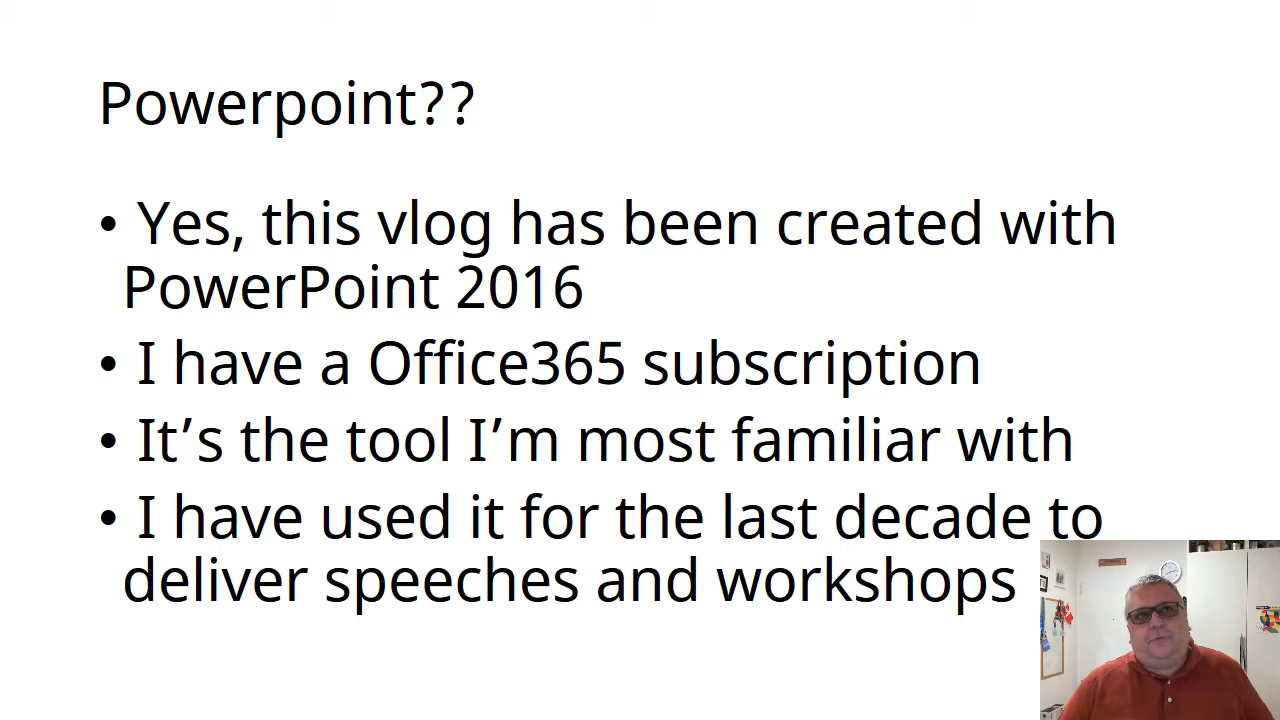 Powerpoint??
• Yes, this vlog has been created with
PowerPoint 2016
• I have a Office365 subscription
• It’s the tool I’m most familiar with
• I have used it for the last decade to
deliver speeches and workshops